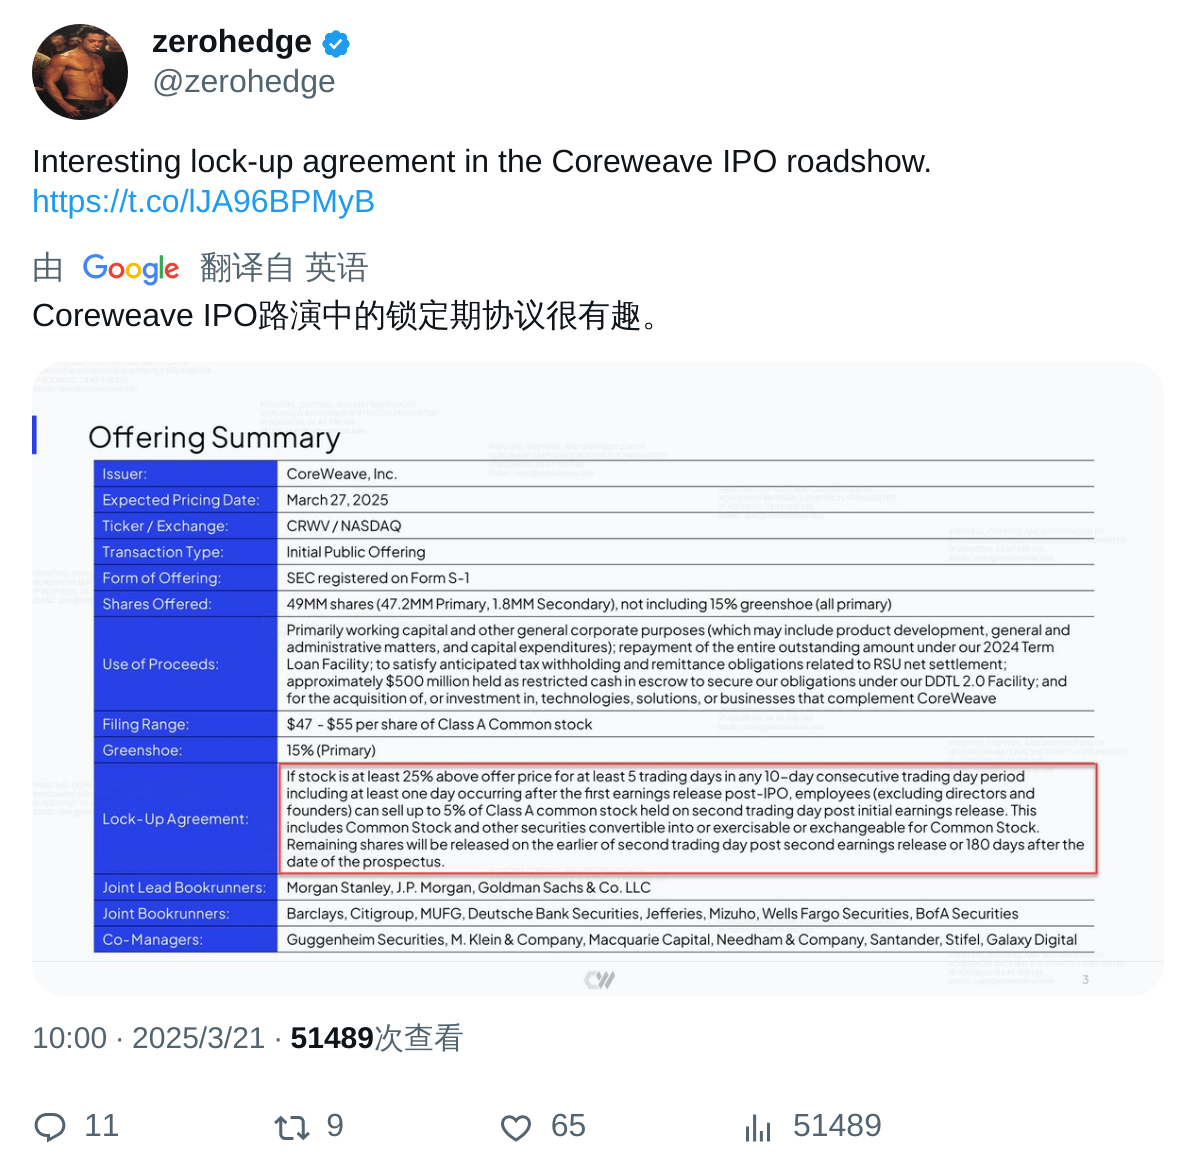 zerohedge
@zerohedge
Interesting lock-up agreement in the Coreweave IPO roadshow.
https://t.co/lJA96BPMyB
由 Google 翻译自 英语
Coreweave IPO路演中的锁定期协议很有趣。
Offering Summary
Issuer: CoreWeave, Inc.
Expected Pricing Date: March 27, 2025
Ticker / Exchange: CRWV / NASDAQ
Transaction Type: Initial Public Offering
Form of Offering: SEC registered on Form S-1
Shares Offered: 49MM shares (47.2MM Primary, 1.8MM Secondary), not including 15% greenshoe (all primary)
Use of Proceeds:
Primarily working capital and other general corporate purposes (which may include product development, general and
administrative matters, and capital expenditures); repayment of the entire outstanding amount under our 2024 Term
Loan Facility; to satisfy anticipated tax withholding and remittance obligations related to RSU net settlement;
approximately $500 million held as restricted cash in escrow to secure our obligations under our DDTL 2.0 Facility; and
for the acquisition of, or investment in, technologies, solutions, or businesses that complement CoreWeave
Filing Range: $47 - $55 per share of Class A Common stock
Greenshoe: 15% (Primary)
Lock-Up Agreement:
If stock is at least 25% above offer price for at least 5 trading days in any 10-day consecutive trading day period
including at least one day occurring after the first earnings release post-IPO, employees (excluding directors and
founders) can sell up to 5% of Class A common stock held on second trading day post initial earnings release. This
includes Common Stock and other securities convertible into or exercisable or exchangeable for Common Stock.
Remaining shares will be released on the earlier of second trading day post second earnings release or 180 days after the
date of the prospectus.
Joint Lead Bookrunners: Morgan Stanley, J.P. Morgan, Goldman Sachs & Co. LLC
Joint Bookrunners: Barclays, Citigroup, MUFG, Deutsche Bank Securities, Jefferies, Mizuho, Wells Fargo Securities, BofA Securities
Co-Managers: Guggenheim Securities, M. Klein & Company, Macquarie Capital, Needham & Company, Santander, Stifel, Galaxy Digital
CW
3
10:00 · 2025/3/21 · 51489次查看
11 9 65 51489